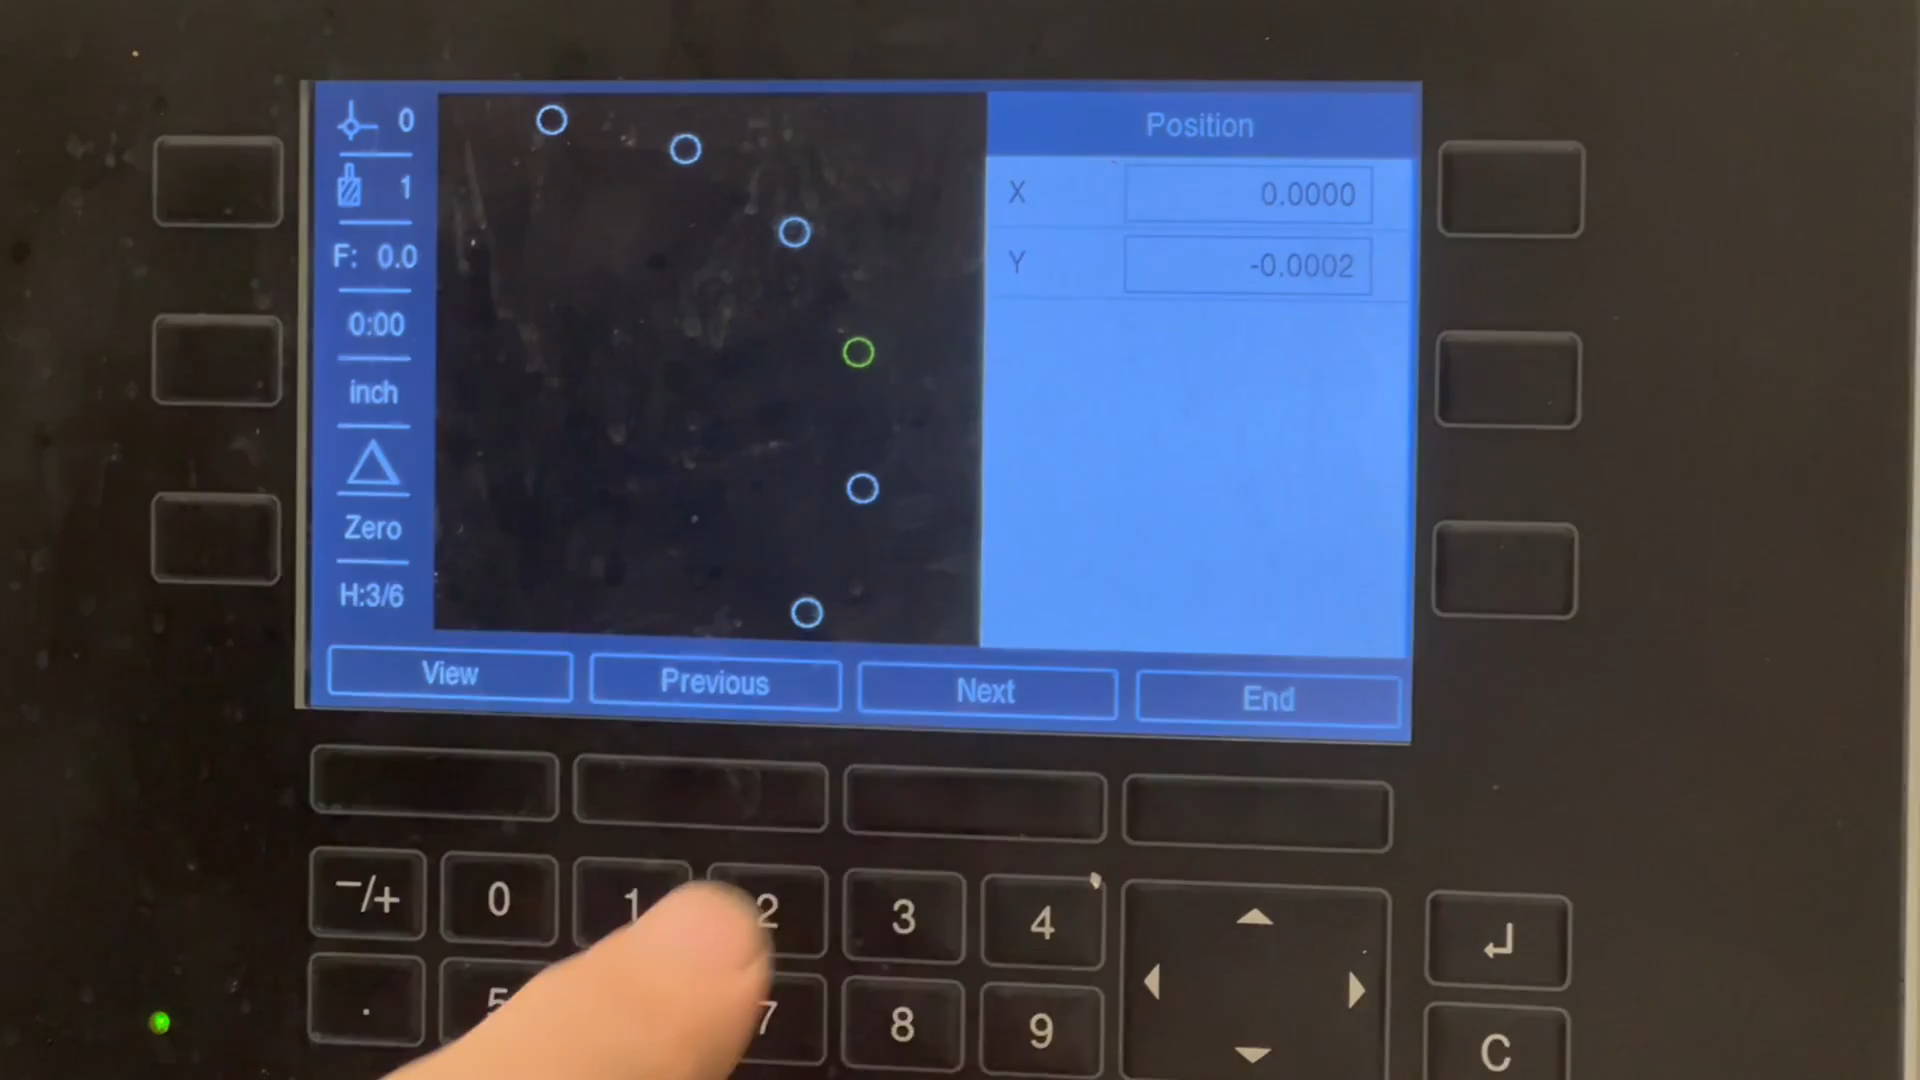 0
Position
1
X 0.0000
F: 0.0
Y -0.0002
0:00
inch
Zero
H:3/6
View Previous Next End
-/+ 0 1 2 3 4
. 5 7 8 9
C